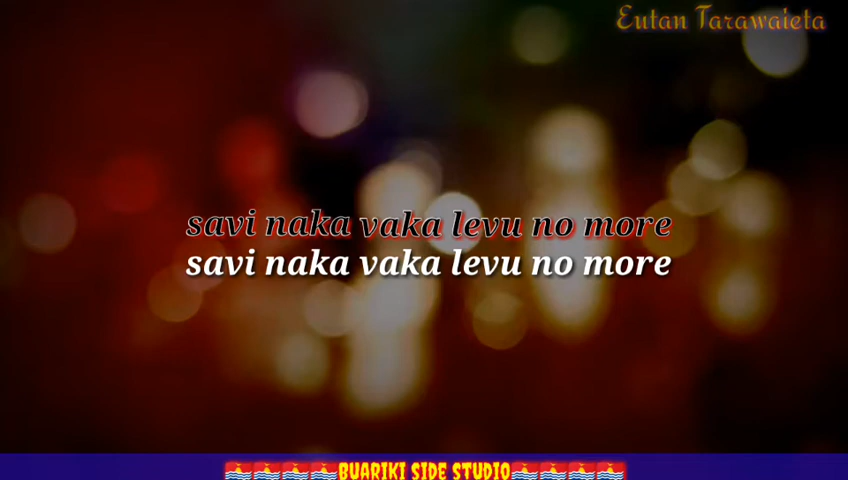 Eutan Tarawaieta
savi naka vaka levu no more
savi naka vaka levu no more
BUARIKI SIDE STUDIO